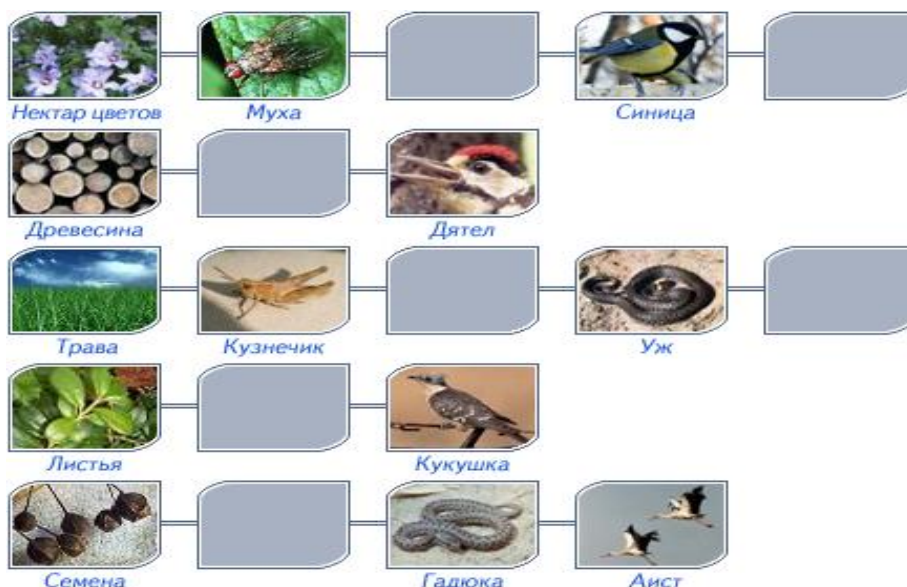 Нектар цветов Муха Синица
Древесина Дятел
Трава Кузнечик Уж
Листья Кукушка
Семена Гадюка Аист